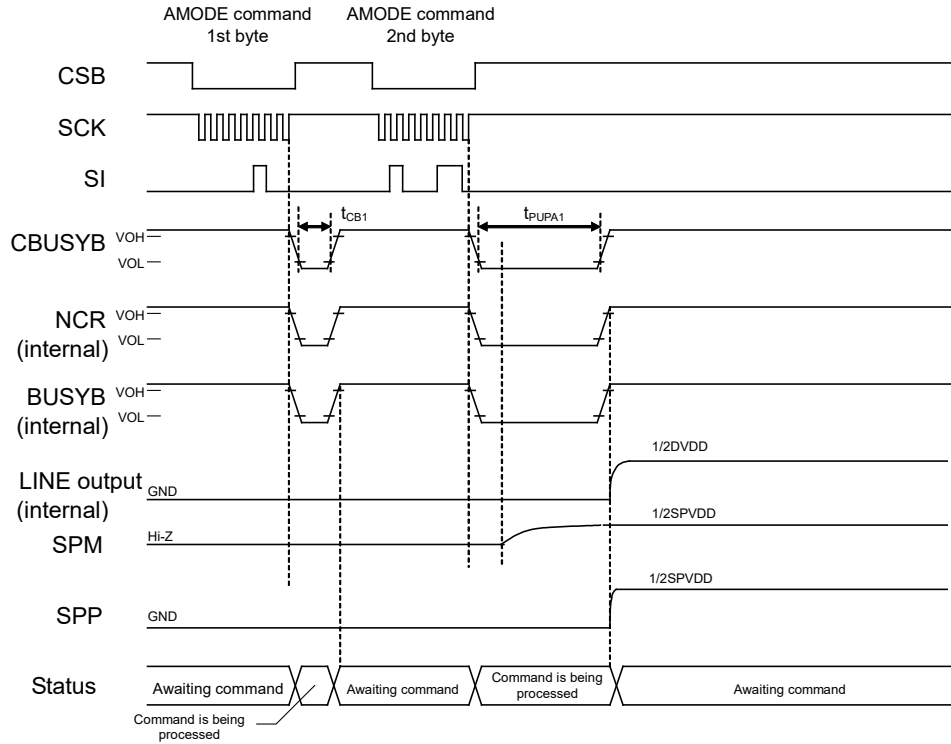 AMODE command
1st byte
AMODE command
2nd byte
CSB
SCK
SI
tCB1
tPUPA1
CBUSYB
VOH
VOL
NCR
(internal)
VOH
VOL
BUSYB
(internal)
VOH
VOL
1/2DVDD
LINE output
(internal)
GND
1/2SPVDD
SPM
Hi-Z
1/2SPVDD
SPP
GND
Status
Awaiting command
Awaiting command
Command is being
processed
Awaiting command
Command is being
processed